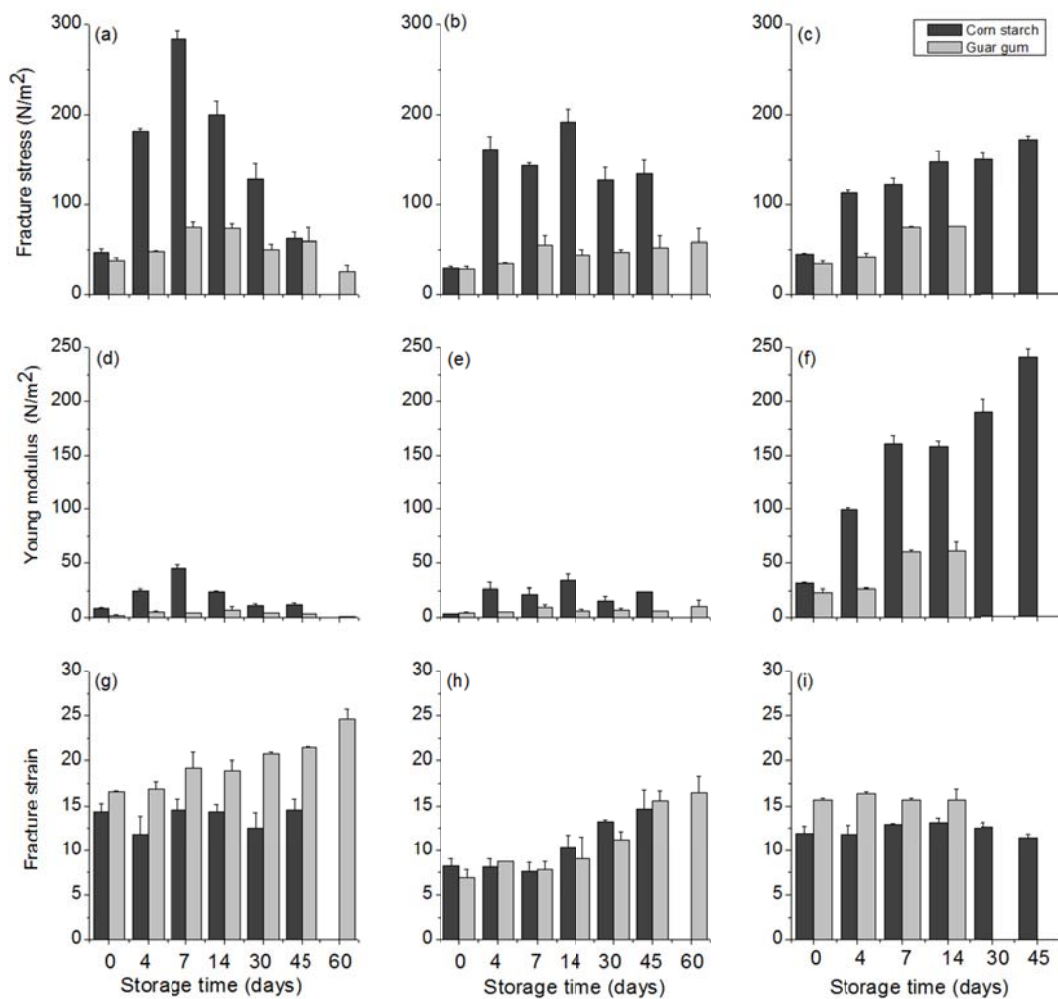 (a)
(b)
(c)
Corn starch
Guar gum
Fracture stress (N/m2)
300
200
100
0
300
200
100
0
300
200
100
0
(d)
(e)
(f)
Young modulus (N/m2)
250
200
150
100
50
0
250
200
150
100
50
0
250
200
150
100
50
0
(g)
(h)
(i)
Fracture strain
30
25
20
15
10
5
0
30
25
20
15
10
5
0
30
25
20
15
10
5
0
0 4 7 14 30 45 60
0 4 7 14 30 45 60
0 4 7 14 30 45
Storage time (days)
Storage time (days)
Storage time (days)